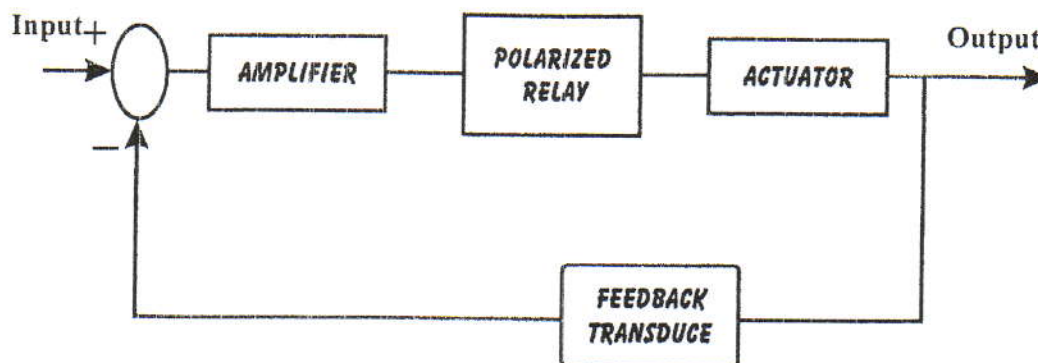 Input+
Output
AMPLIFIER
POLARIZED
RELAY
ACTUATOR
−
FEEDBACK
TRANSDUCE